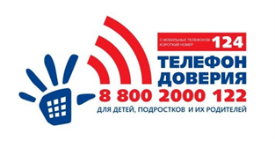 С МОБИЛЬНЫХ ТЕЛЕФОНОВ
КОРОТКИЙ НОМЕР 124
ТЕЛЕФОН
ДОВЕРИЯ
8 800 2000 122
ДЛЯ ДЕТЕЙ, ПОДРОСТКОВ И ИХ РОДИТЕЛЕЙ